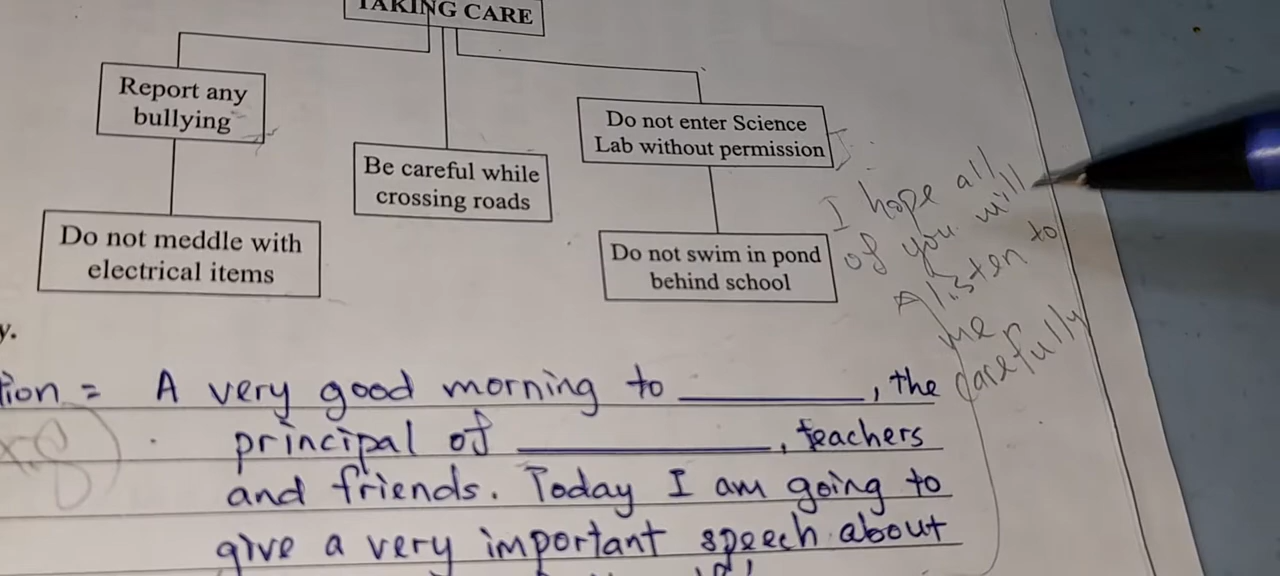 TAKING CARE
Report any
bullying
Be careful while
crossing roads
Do not enter Science
Lab without permission
Do not meddle with
electrical items
Do not swim in pond
behind school
I hope all
of you will
listen to
me
carefully
y.
tion = A very good morning to ________, the
principal of ________, teachers
and friends. Today I am going to
give a very important speech about